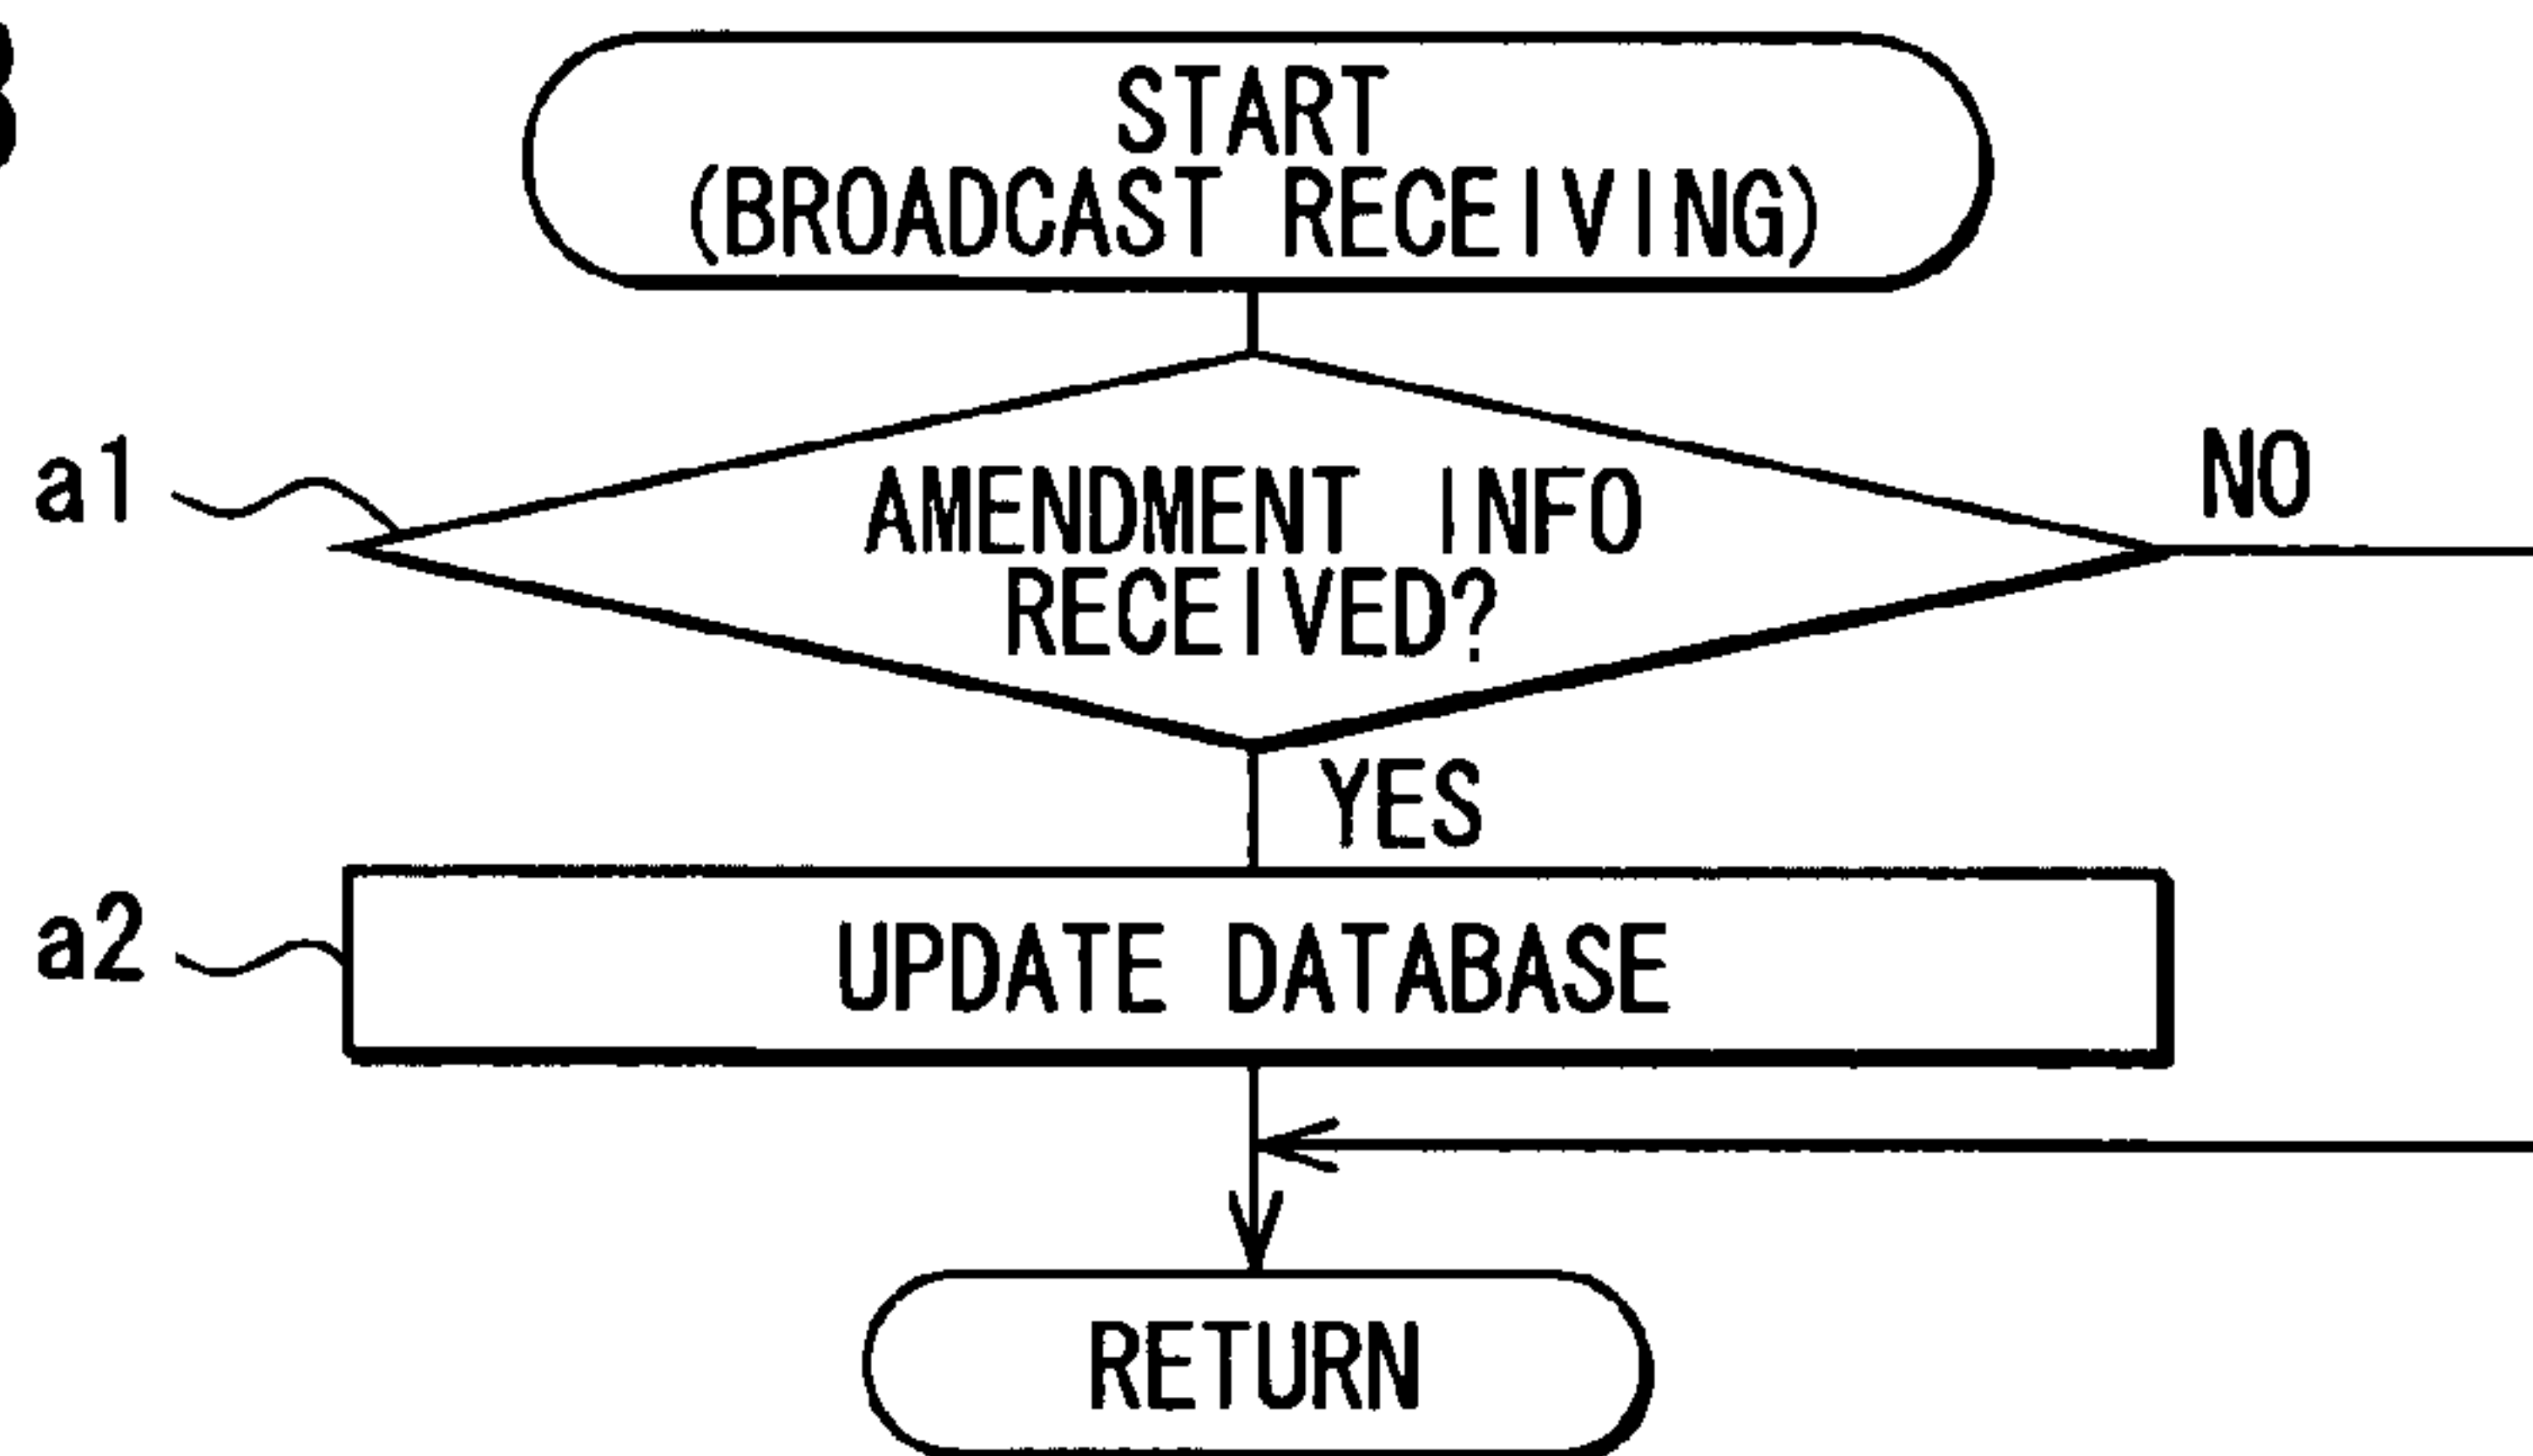 START
(BROADCAST RECEIVING)
a1
AMENDMENT INFO
RECEIVED?
NO
YES
a2
UPDATE DATABASE
RETURN